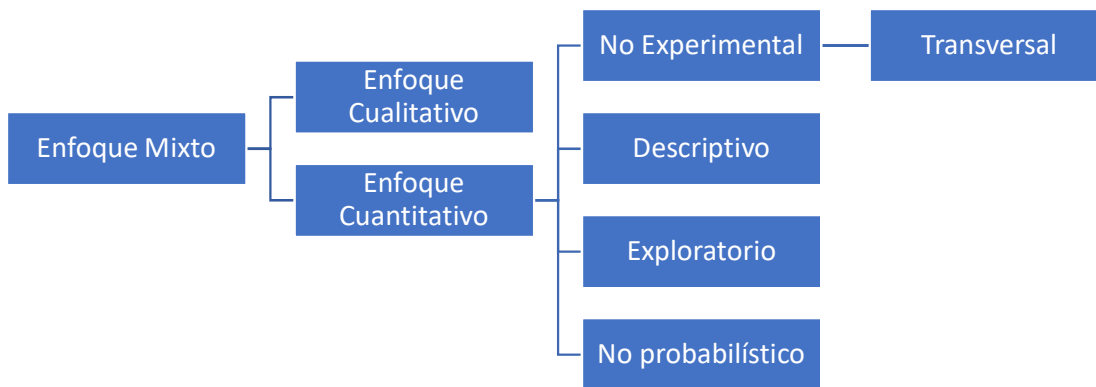 Enfoque Mixto
Enfoque
Cualitativo
Enfoque
Cuantitativo
No Experimental
Transversal
Descriptivo
Exploratorio
No probabilístico